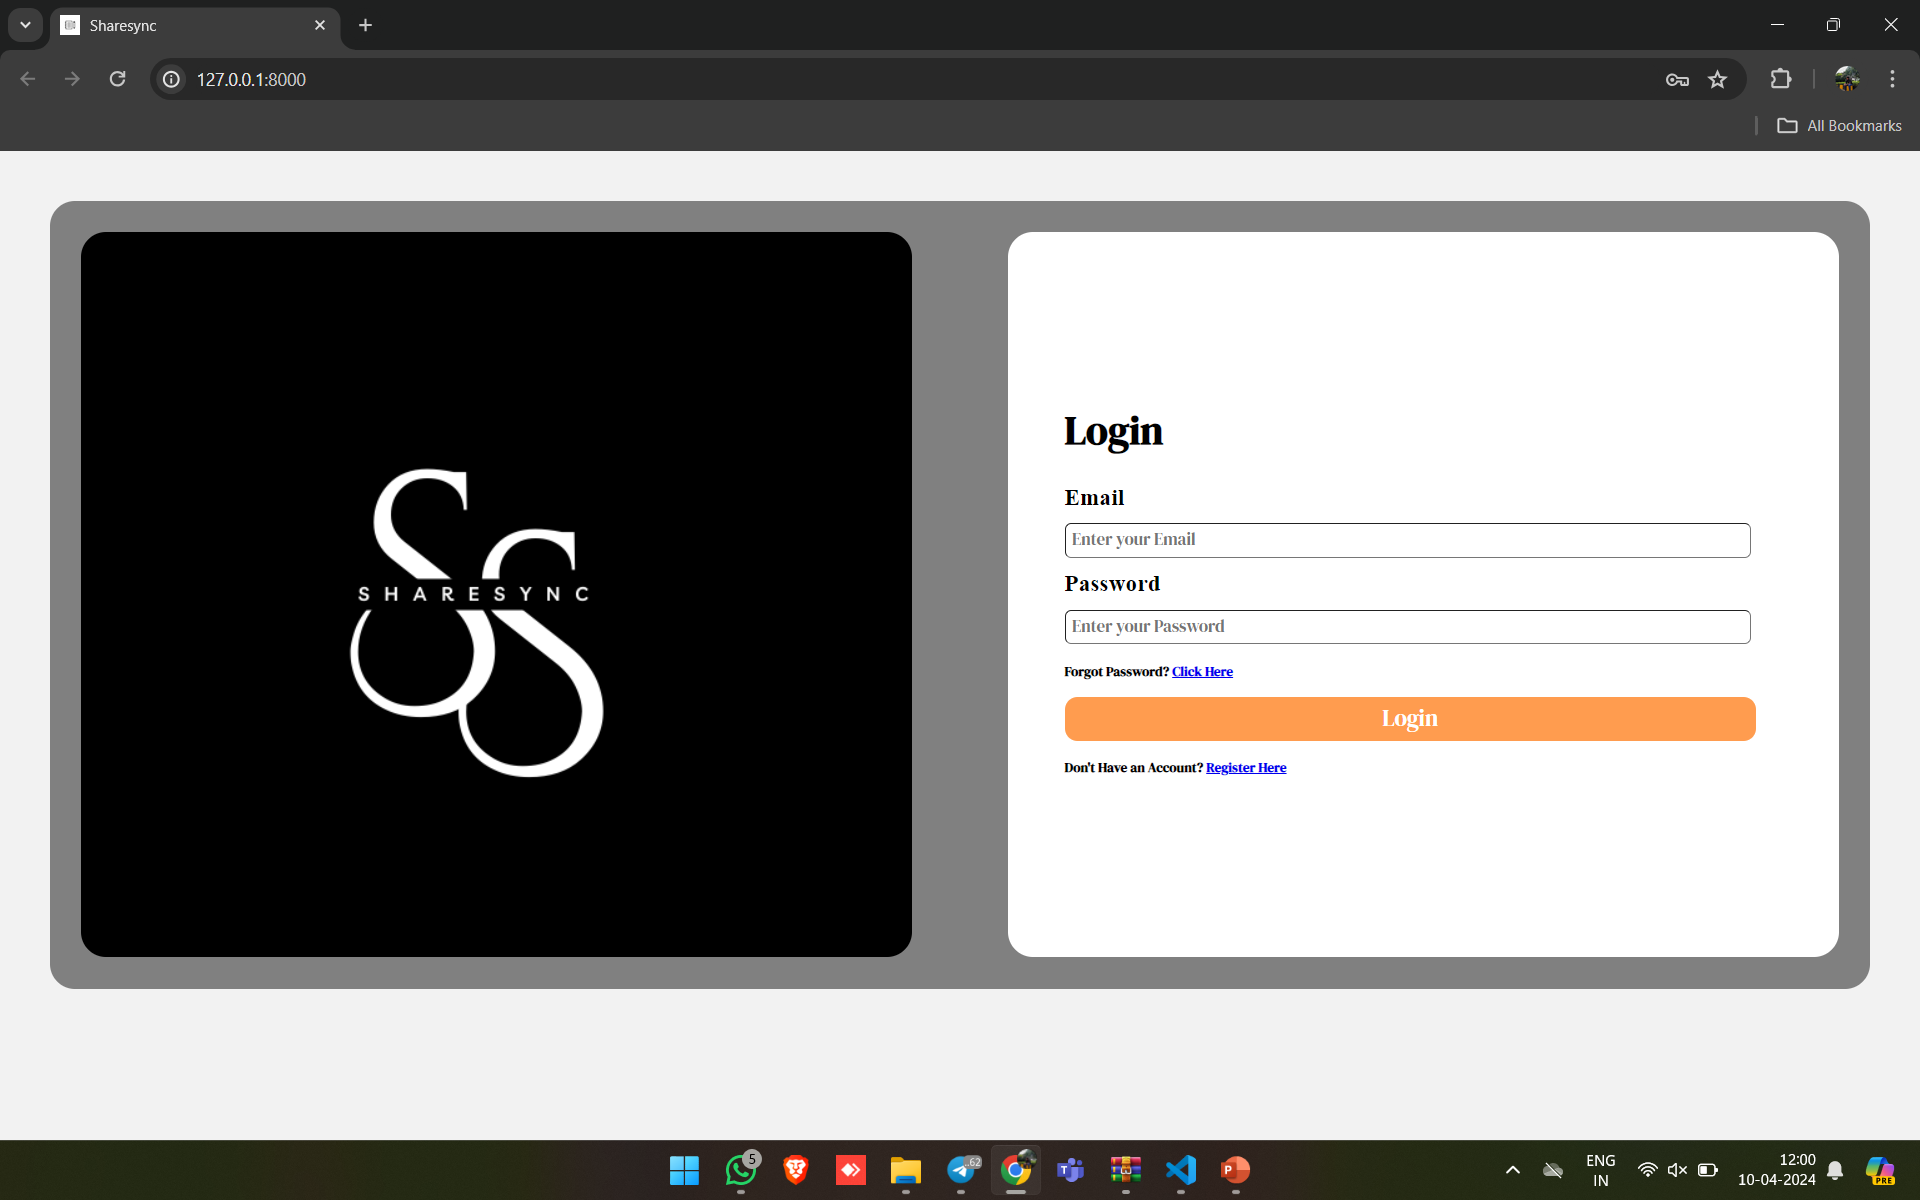 Sharesync
127.0.0.1:8000
All Bookmarks
SHARESYNC
Login
Email
Enter your Email
Password
Enter your Password
Forgot Password? Click Here
Login
Don't Have an Account? Register Here
5
62
ENG
IN
12:00
10-04-2024
PRE